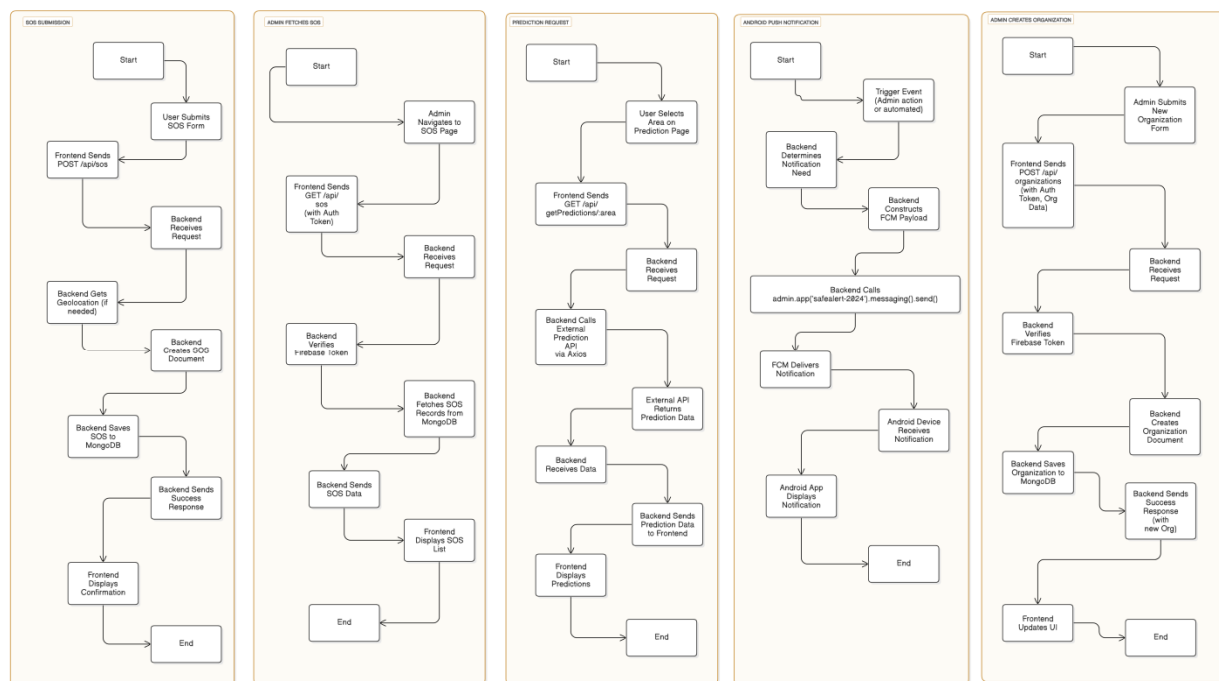 SOS SUBMISSION
Start
User Submits
SOS Form
Frontend Sends
POST /api/sos
Backend
Receives
Request
Backend Gets
Geolocation (if
needed)
Backend
Creates SOS
Document
Backend Saves
SOS to
MongoDB
Backend Sends
Success
Response
Frontend
Displays
Confirmation
End
ADMIN FETCHES SOS
Start
Admin
Navigates to
SOS Page
Frontend Sends
GET /api/
sos
(with Auth
Token)
Backend
Receives
Request
Backend
Verifies
Firebase Token
Backend
Fetches SOS
Records from
MongoDB
Backend Sends
SOS Data
Frontend
Displays SOS
List
End
PREDICTION REQUEST
Start
User Selects
Area on
Prediction Page
Frontend Sends
GET /api/
getPredictions/:area
Backend
Receives
Request
Backend Calls
External
Prediction
API
via Axios
External API
Returns
Prediction Data
Backend
Receives Data
Backend Sends
Prediction Data
to Frontend
Frontend
Displays
Predictions
End
ANDROID PUSH NOTIFICATION
Start
Trigger Event
(Admin action
or automated)
Backend
Determines
Notification
Need
Backend
Constructs
FCM Payload
Backend Calls
admin.app('safealert-2024').messaging().send()
FCM Delivers
Notification
Android Device
Receives
Notification
Android App
Displays
Notification
End
ADMIN CREATES ORGANIZATION
Start
Admin Submits
New
Organization
Form
Frontend Sends
POST /api/
organizations
(with Auth
Token, Org
Data)
Backend
Receives
Request
Backend
Verifies
Firebase Token
Backend
Creates
Organization
Document
Backend Saves
Organization to
MongoDB
Backend Sends
Success
Response
(with
new Org)
Frontend
Updates UI
End